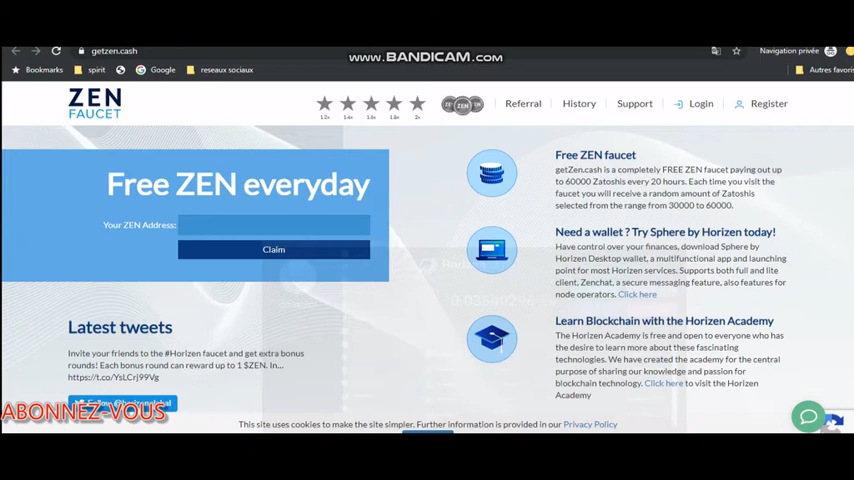 getzen.cash
www.BANDICAM.com
Navigation privée
Bookmarks
spirit
Google
reseaux sociaux
Autres favoris
ZEN
FAUCET
1.2x
1.4x
1.6x
1.8x
2x
ZEN
Referral
History
Support
Login
Register
Free ZEN everyday
Your ZEN Address:
Claim
Free ZEN faucet
getZen.cash is a completely FREE ZEN faucet paying out up
to 60000 Zatoshis every 20 hours. Each time you visit the
faucet you will receive a random amount of Zatoshis
selected from the range from 30000 to 60000.
Need a wallet ? Try Sphere by Horizen today!
Have control over your finances, download Sphere by
Horizen Desktop wallet, a multifunctional app and launching
point for most Horizen services. Supports both full and lite
client, Zenchat, a secure messaging feature, also features for
node operators. Click here
Learn Blockchain with the Horizen Academy
The Horizen Academy is free and open to everyone who has
the desire to learn more about these fascinating
technologies. We have created the academy for the central
purpose of sharing our knowledge and passion for
blockchain technology. Click here to visit the Horizen
Academy
Latest tweets
Invite your friends to the #Horizen faucet and get extra bonus
rounds! Each bonus round can reward up to 1 $ZEN. In...
https://t.co/YsLCrj99Vg
ABONNEZ-VOUS
This site uses cookies to make the site simpler. Further information is provided in our Privacy Policy